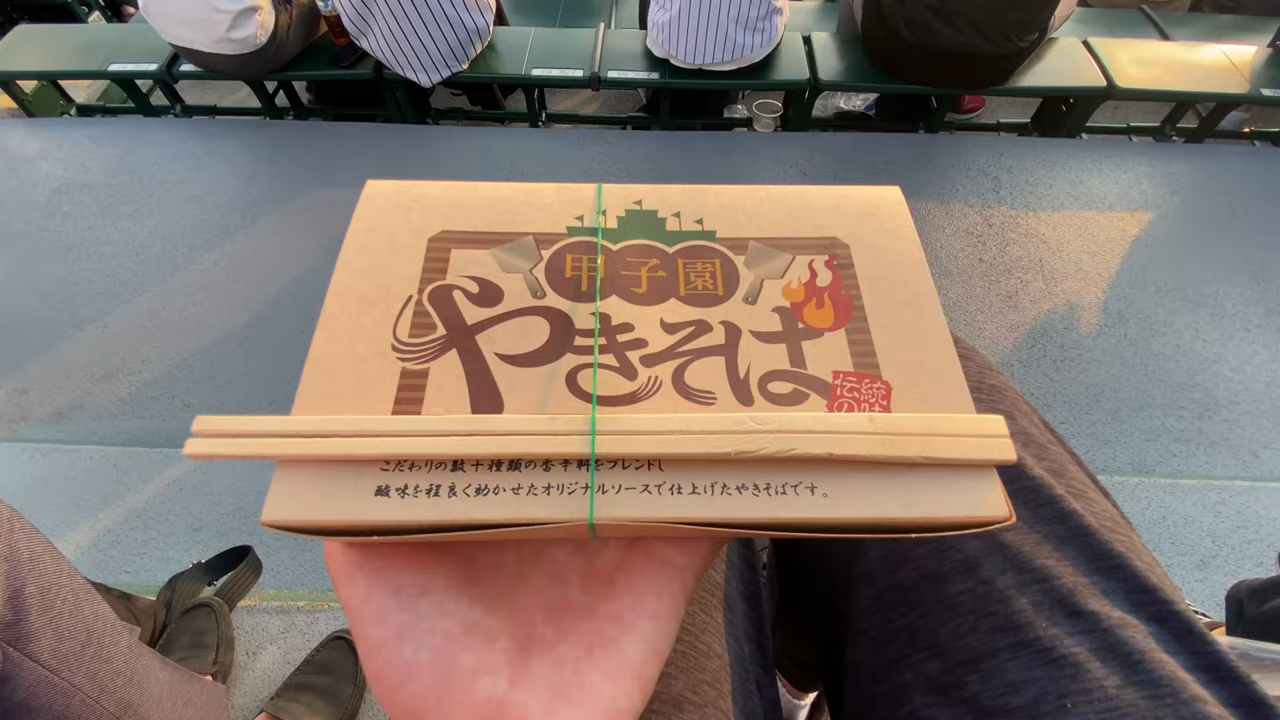 甲子園
やきそば
伝統の味
こだわりの数十種類の香辛料をブレンドし
酸味を程良く効かせたオリジナルソースで仕上げたやきそばです。